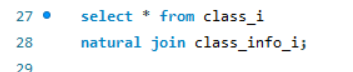 27 select * from class_i
28 natural join class_info_i;
29